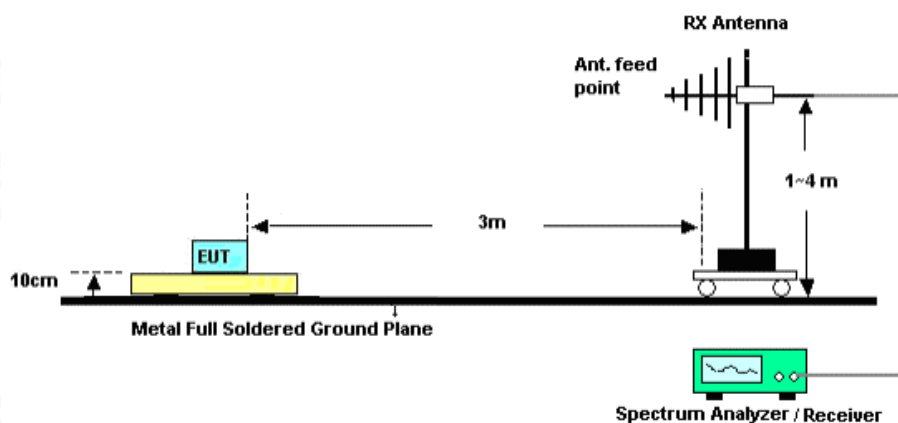 RX Antenna
Ant. feed
point
1~4 m
3m
EUT
10cm
Metal Full Soldered Ground Plane
Spectrum Analyzer / Receiver